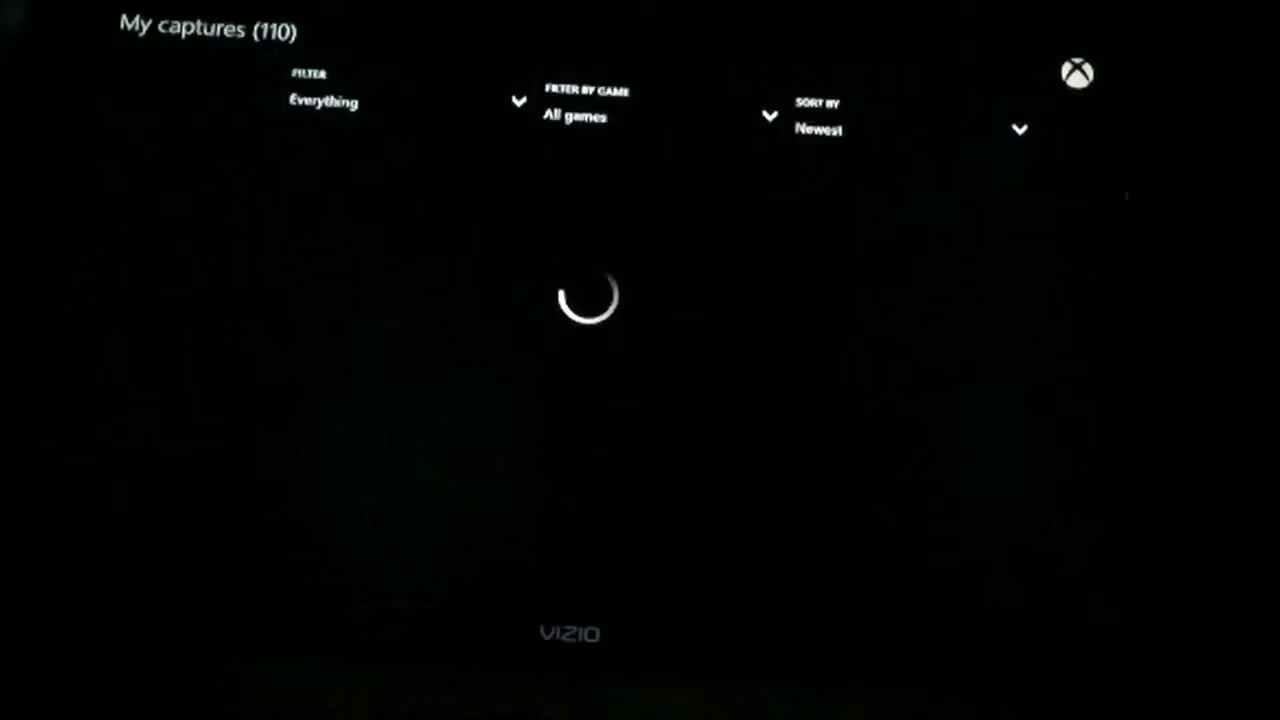 My captures (110)
FILTER
Everything
FILTER BY GAME
All games
SORT BY
Newest
VIZIO